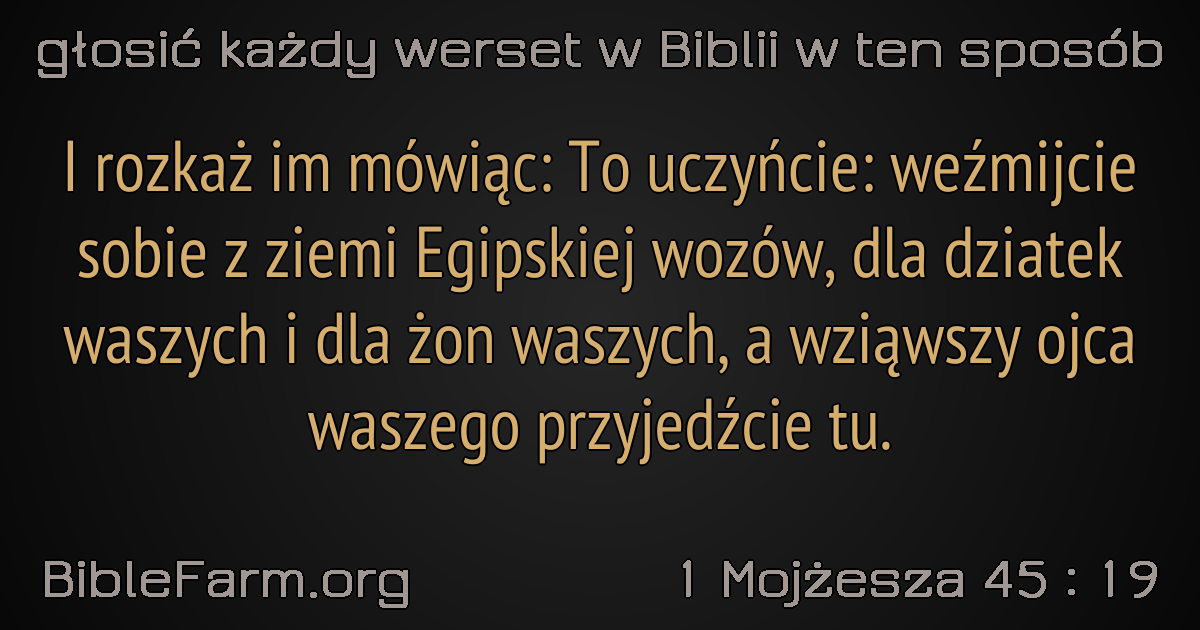 głosić każdy werset w Biblii w ten sposób
I rozkaż im mówiąc: To uczyńcie: weźmijcie
sobie z ziemi Egipskiej wozów, dla dziatek
waszych i dla żon waszych, a wziąwszy ojca
waszego przyjedźcie tu.
BibleFarm.org 1 Mojżesza 45 : 19